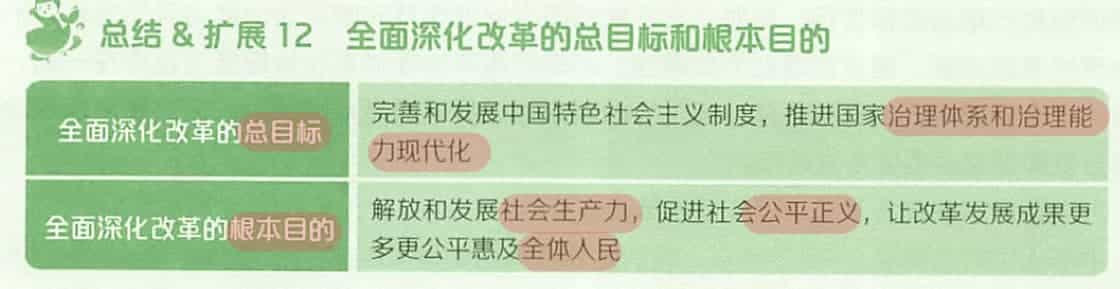 总结 & 扩展 12 全面深化改革的总目标和根本目的
全面深化改革的总目标
完善和发展中国特色社会主义制度，推进国家治理体系和治理能
力现代化
全面深化改革的根本目的
解放和发展社会生产力，促进社会公平正义，让改革发展成果更
多更公平惠及全体人民